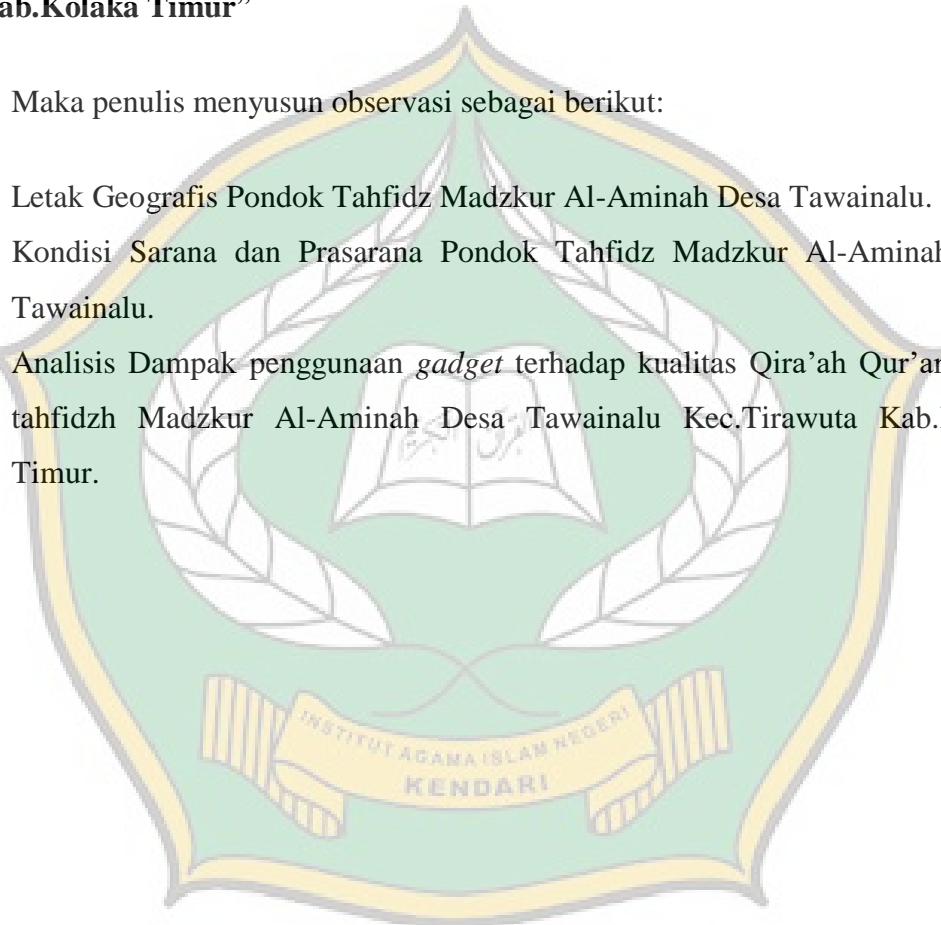 ab.Kolaka Timur”
Maka penulis menyusun observasi sebagai berikut:
Letak Geografis Pondok Tahfidz Madzkur Al-Aminah Desa Tawainalu.
Kondisi Sarana dan Prasarana Pondok Tahfidz Madzkur Al-Aminah
Tawainalu.
Analisis Dampak penggunaan gadget terhadap kualitas Qira’ah Qur’an
tahfidzh Madzkur Al-Aminah Desa Tawainalu Kec.Tirawuta Kab.
Timur.
INSTITUT AGAMA ISLAM NEGERI
KENDARI